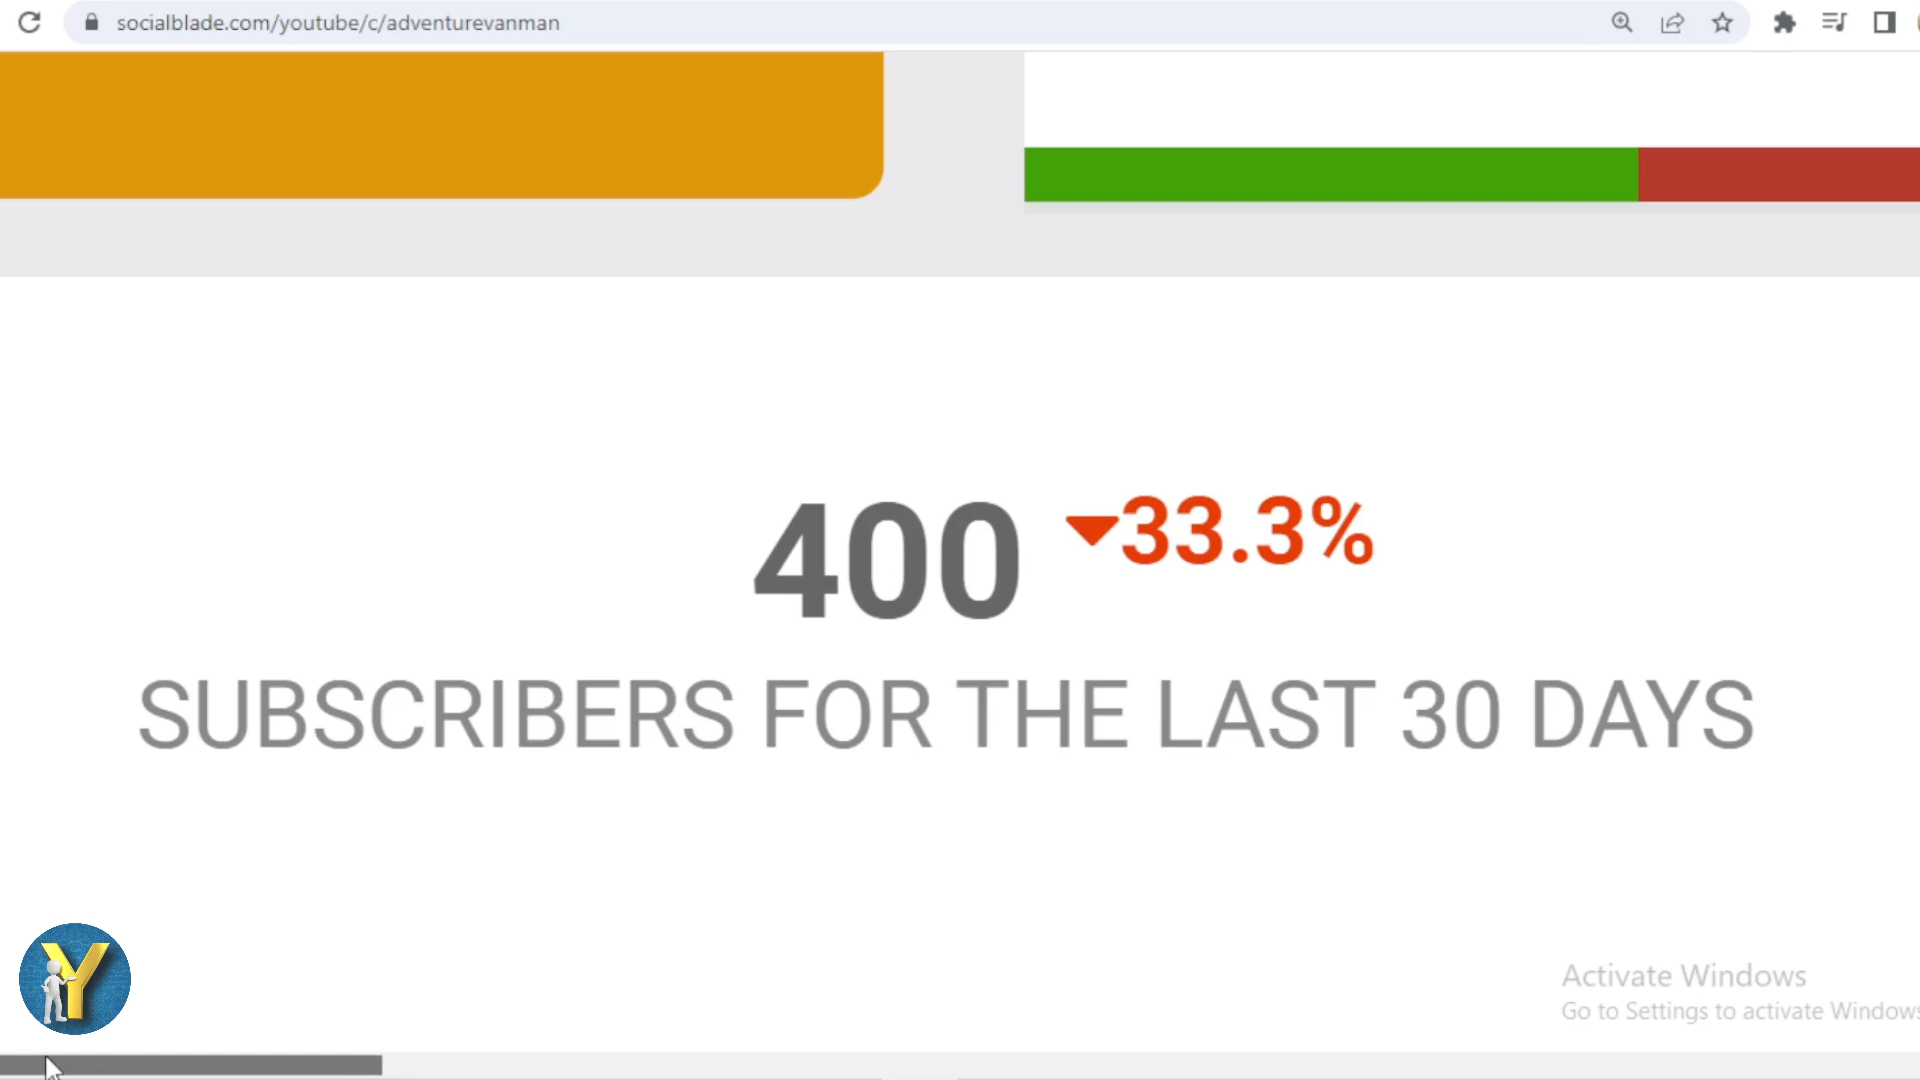 socialblade.com/youtube/c/adventurevanman
400 33.3%
SUBSCRIBERS FOR THE LAST 30 DAYS
Y
Activate Windows
Go to Settings to activate Windows